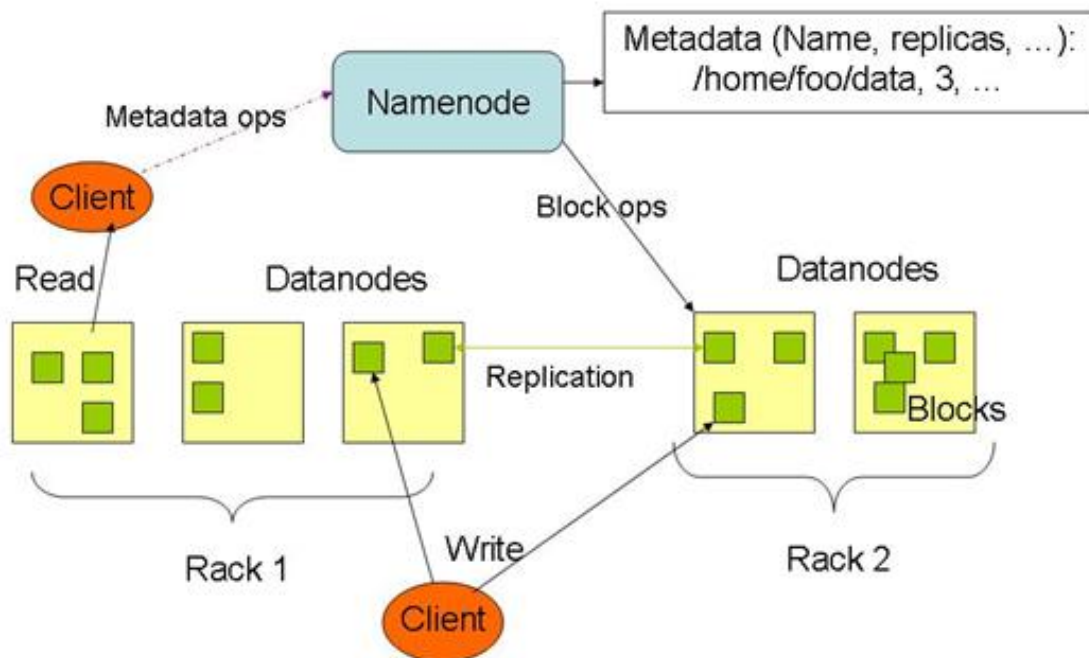 Metadata (Name, replicas, …):
/home/foo/data, 3, …
Namenode
Metadata ops
Client
Block ops
Read
Datanodes
Datanodes
Replication
Blocks
Rack 1
Write
Rack 2
Client